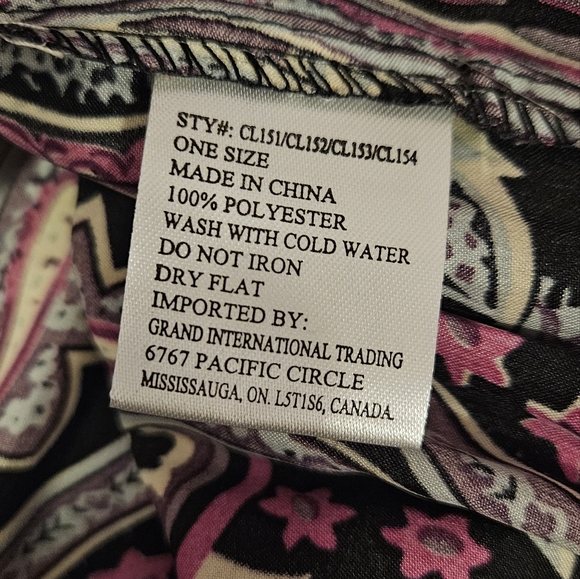 STY#: CL151/CL152/CL153/CL154
ONE SIZE
MADE IN CHINA
100% POLYESTER
WASH WITH COLD WATER
DO NOT IRON
DRY FLAT
IMPORTED BY:
GRAND INTERNATIONAL TRADING
6767 PACIFIC CIRCLE
MISSISSAUGA, ON. L5T1S6, CANADA.